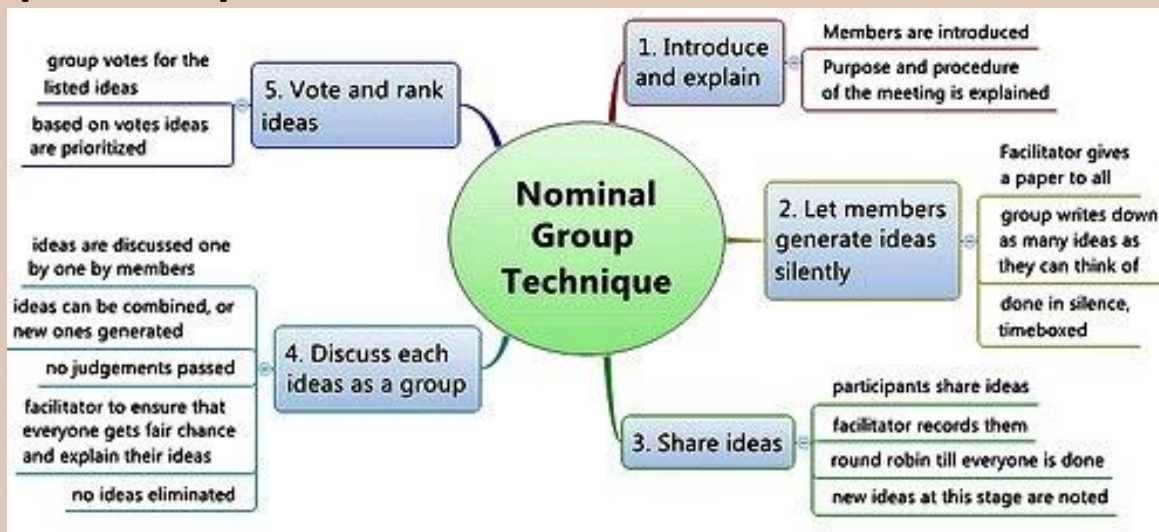 Nominal
Group
Technique
1. Introduce
and explain
Members are introduced
Purpose and procedure
of the meeting is explained
2. Let members
generate ideas
silently
Facilitator gives
a paper to all
group writes down
as many ideas as
they can think of
done in silence,
timeboxed
3. Share ideas
participants share ideas
facilitator records them
round robin till everyone is done
new ideas at this stage are noted
4. Discuss each
ideas as a group
ideas are discussed one
by one by members
ideas can be combined, or
new ones generated
no judgements passed
facilitator to ensure that
everyone gets fair chance
and explain their ideas
no ideas eliminated
5. Vote and rank
ideas
group votes for the
listed ideas
based on votes ideas
are prioritized